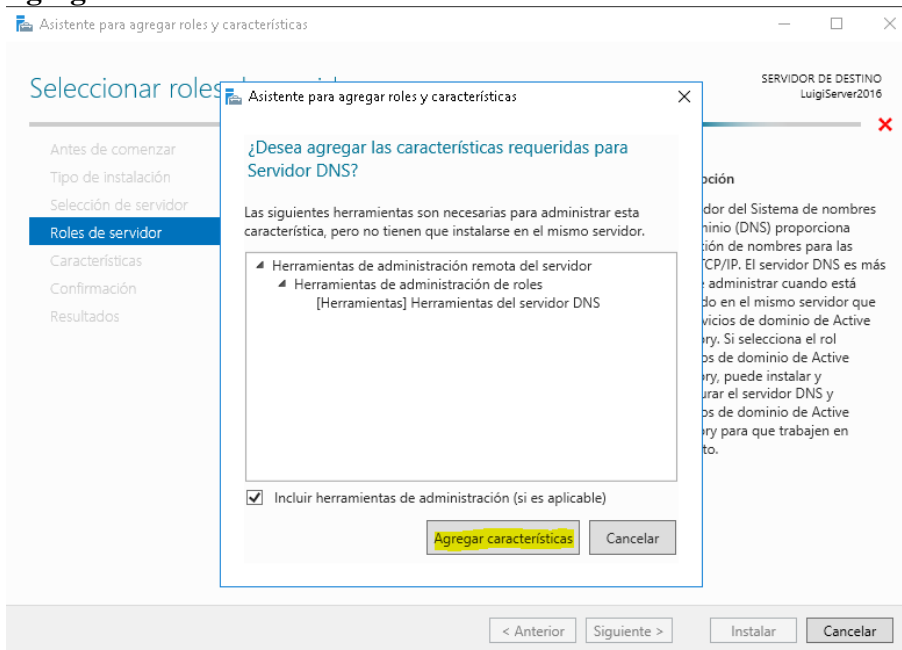 Asistente para agregar roles y características
Seleccionar roles
SERVIDOR DE DESTINO
LuigiServer2016
Antes de comenzar
Tipo de instalación
Selección de servidor
Roles de servidor
Características
Confirmación
Resultados
Asistente para agregar roles y características
¿Desea agregar las características requeridas para
Servidor DNS?
Las siguientes herramientas son necesarias para administrar esta
característica, pero no tienen que instalarse en el mismo servidor.
Herramientas de administración remota del servidor
Herramientas de administración de roles
[Herramientas] Herramientas del servidor DNS
Incluir herramientas de administración (si es aplicable)
Agregar características
Cancelar
pción
dor del Sistema de nombres
minio (DNS) proporciona
ción de nombres para las
TCP/IP. El servidor DNS es más
administrar cuando está
do en el mismo servidor que
vicios de dominio de Active
ory. Si selecciona el rol
os de dominio de Active
ory, puede instalar y
urar el servidor DNS y
os de dominio de Active
ory para que trabajen en
to.
< Anterior
Siguiente >
Instalar
Cancelar